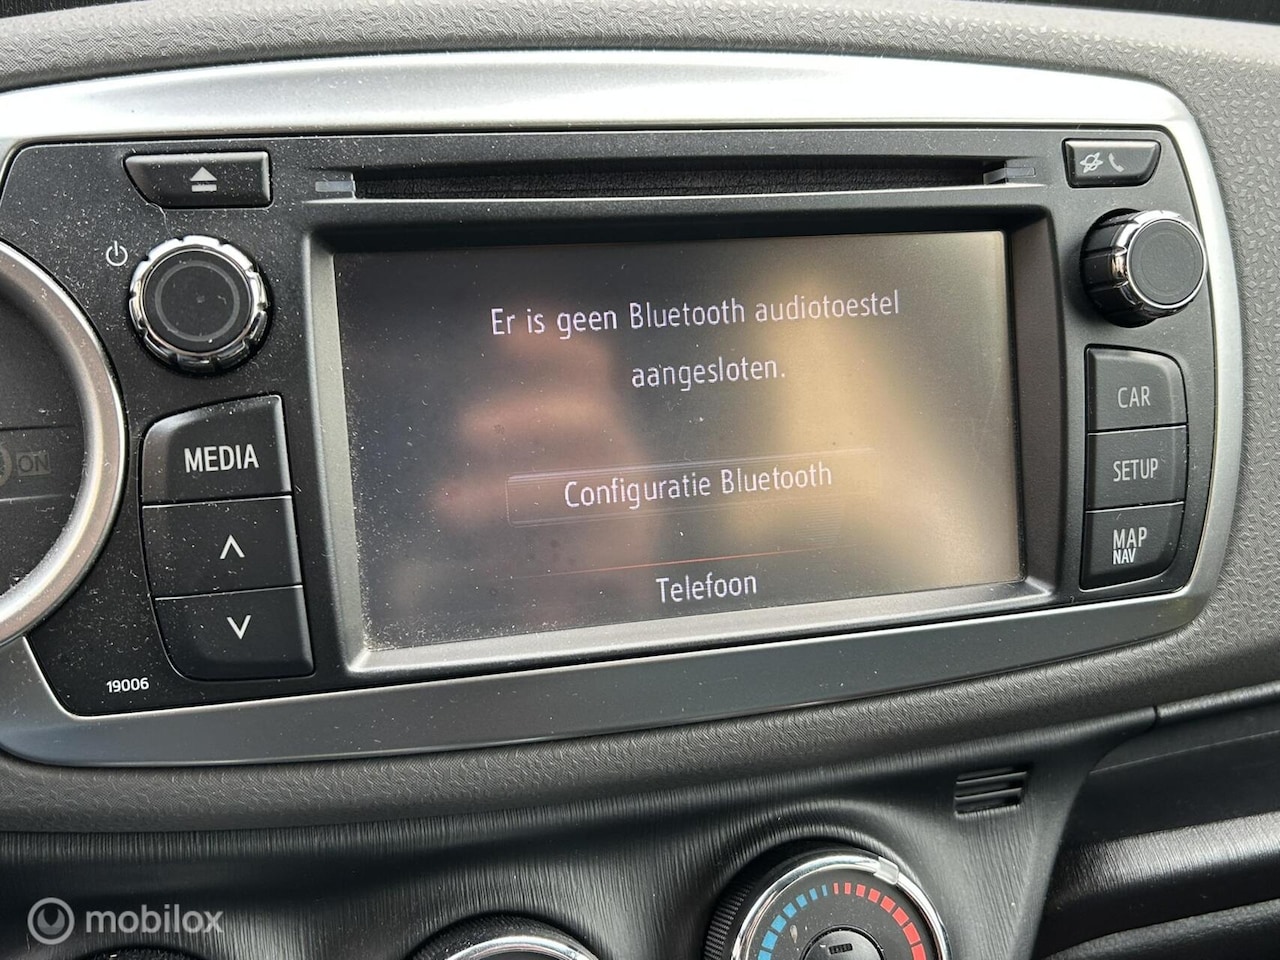 Er is geen Bluetooth audiotoestel
aangesloten.
Configuratie Bluetooth
Telefoon
MEDIA
ON
19006
CAR
SETUP
MAP
NAV
mobilox